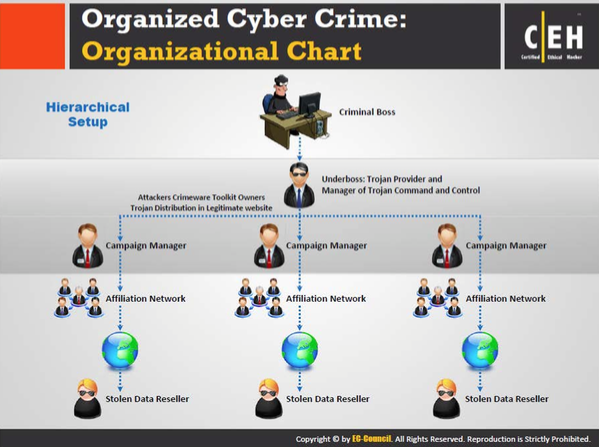 Organized Cyber Crime:
Organizational Chart
C|EH
Certified Ethical Hacker
Hierarchical
Setup
Criminal Boss
Underboss: Trojan Provider and
Manager of Trojan Command and Control
Attackers Crimeware Toolkit Owners
Trojan Distribution in Legitimate website
Campaign Manager
Campaign Manager
Campaign Manager
Affiliation Network
Affiliation Network
Affiliation Network
Stolen Data Reseller
Stolen Data Reseller
Stolen Data Reseller
Copyright © by EC-Council. All Rights Reserved. Reproduction is Strictly Prohibited.